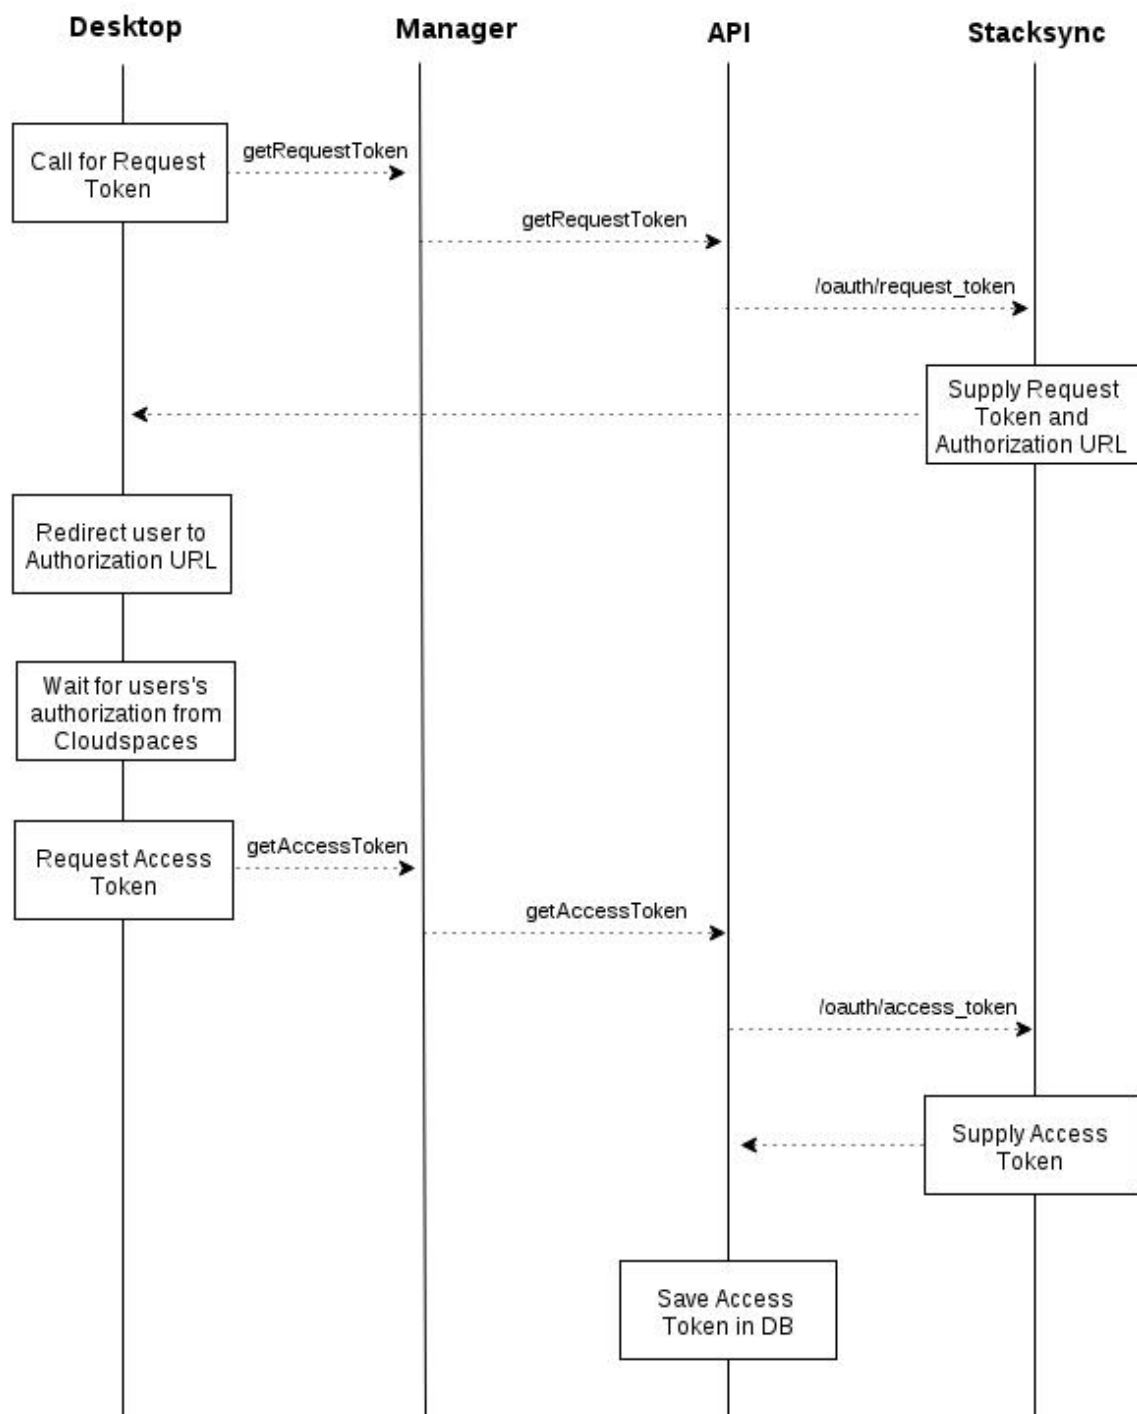 Desktop
Manager
API
Stacksync
Call for Request
Token
getRequestToken
getRequestToken
/oauth/request_token
Supply Request
Token and
Authorization URL
Redirect user to
Authorization URL
Wait for users's
authorization from
Cloudspaces
Request Access
Token
getAccessToken
getAccessToken
/oauth/access_token
Supply Access
Token
Save Access
Token in DB